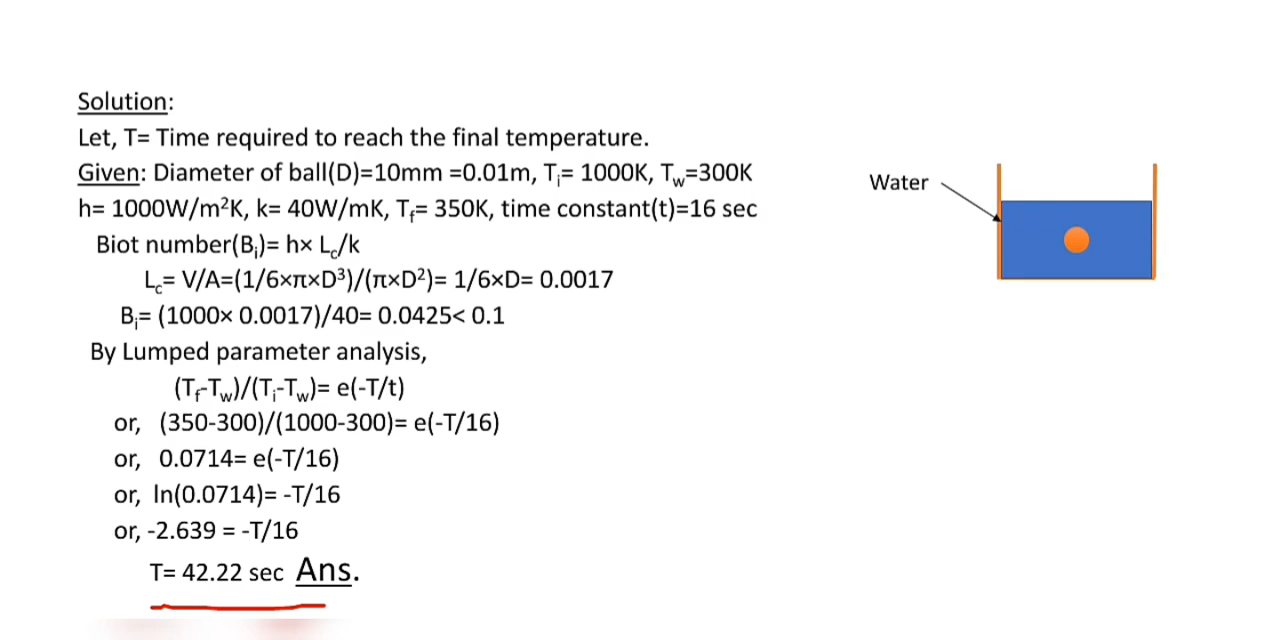 Solution:
Let, T= Time required to reach the final temperature.
Given: Diameter of ball(D)=10mm =0.01m, Tᵢ= 1000K, T_w=300K
h= 1000W/m²K, k= 40W/mK, T_f= 350K, time constant(t)=16 sec
Biot number(Bᵢ)= h× L_c/k
L_c= V/A=(1/6×π×D³)/(π×D²)= 1/6×D= 0.0017
Bᵢ= (1000× 0.0017)/40= 0.0425< 0.1
By Lumped parameter analysis,
(T_f-T_w)/(Tᵢ-T_w)= e(-T/t)
or, (350-300)/(1000-300)= e(-T/16)
or, 0.0714= e(-T/16)
or, ln(0.0714)= -T/16
or, -2.639 = -T/16
T= 42.22 sec Ans.
Water